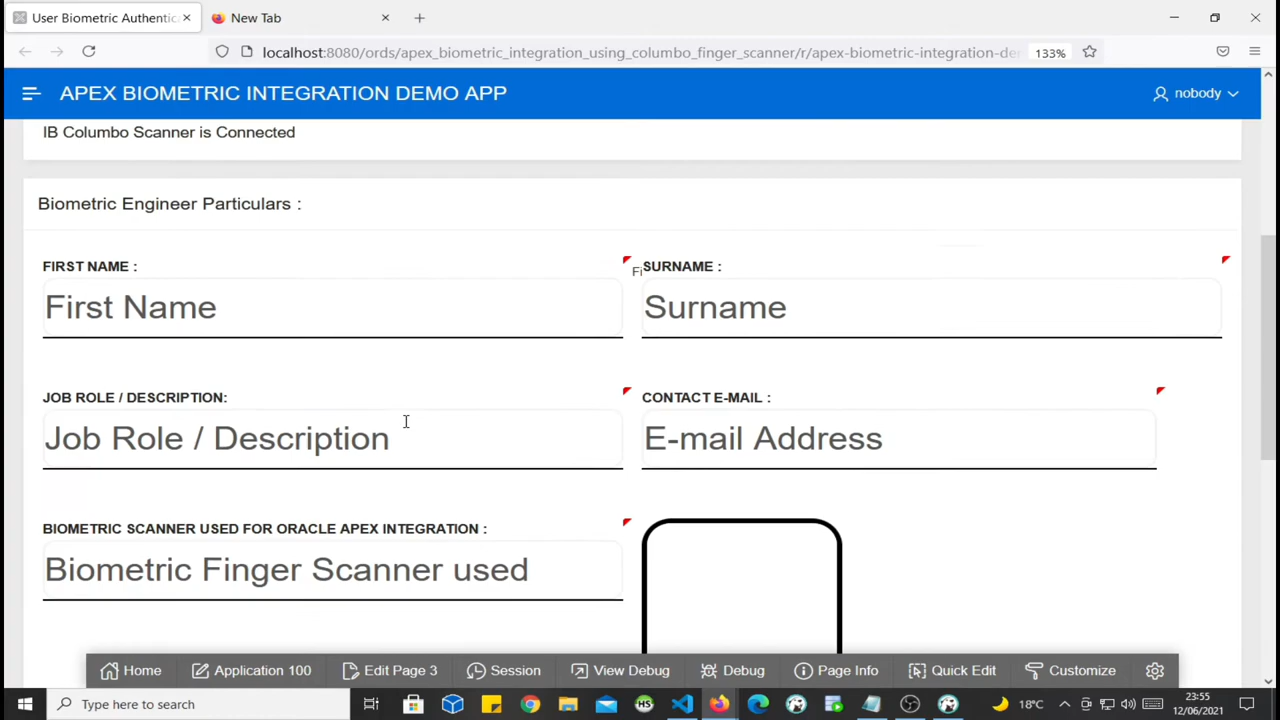 User Biometric Authentica
New Tab
localhost:8080/ords/apex_biometric_integration_using_columbo_finger_scanner/r/apex-biometric-integration-de
133%
APEX BIOMETRIC INTEGRATION DEMO APP
nobody
IB Columbo Scanner is Connected
Biometric Engineer Particulars :
FIRST NAME :
Fi
SURNAME :
First Name
Surname
JOB ROLE / DESCRIPTION:
CONTACT E-MAIL :
Job Role / Description
E-mail Address
BIOMETRIC SCANNER USED FOR ORACLE APEX INTEGRATION :
Biometric Finger Scanner used
Home
Application 100
Edit Page 3
Session
View Debug
Debug
Page Info
Quick Edit
Customize
Type here to search
HS
18°C
23:55
12/06/2021